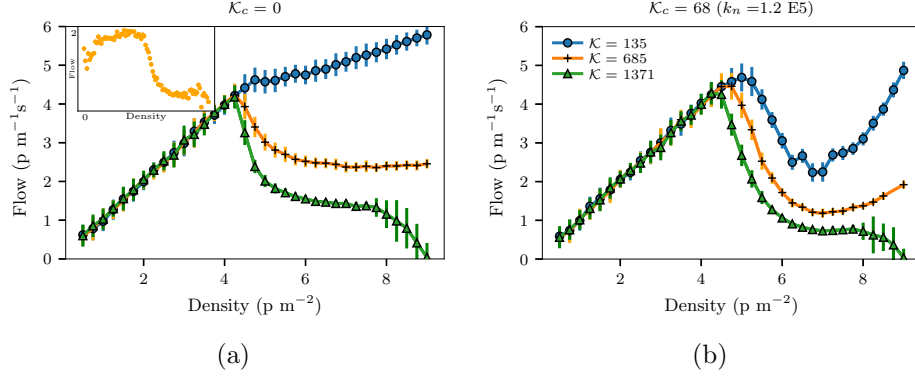 𝒦c = 0
6
5
4
3
2
1
0
Flow (p m⁻¹s⁻¹)
2
Flow
0
Density
2
4
6
8
Density (p m⁻²)
(a)
𝒦c = 68 (kn =1.2 E5)
6
5
4
3
2
1
0
Flow (p m⁻¹s⁻¹)
𝒦 = 135
𝒦 = 685
𝒦 = 1371
2
4
6
8
Density (p m⁻²)
(b)